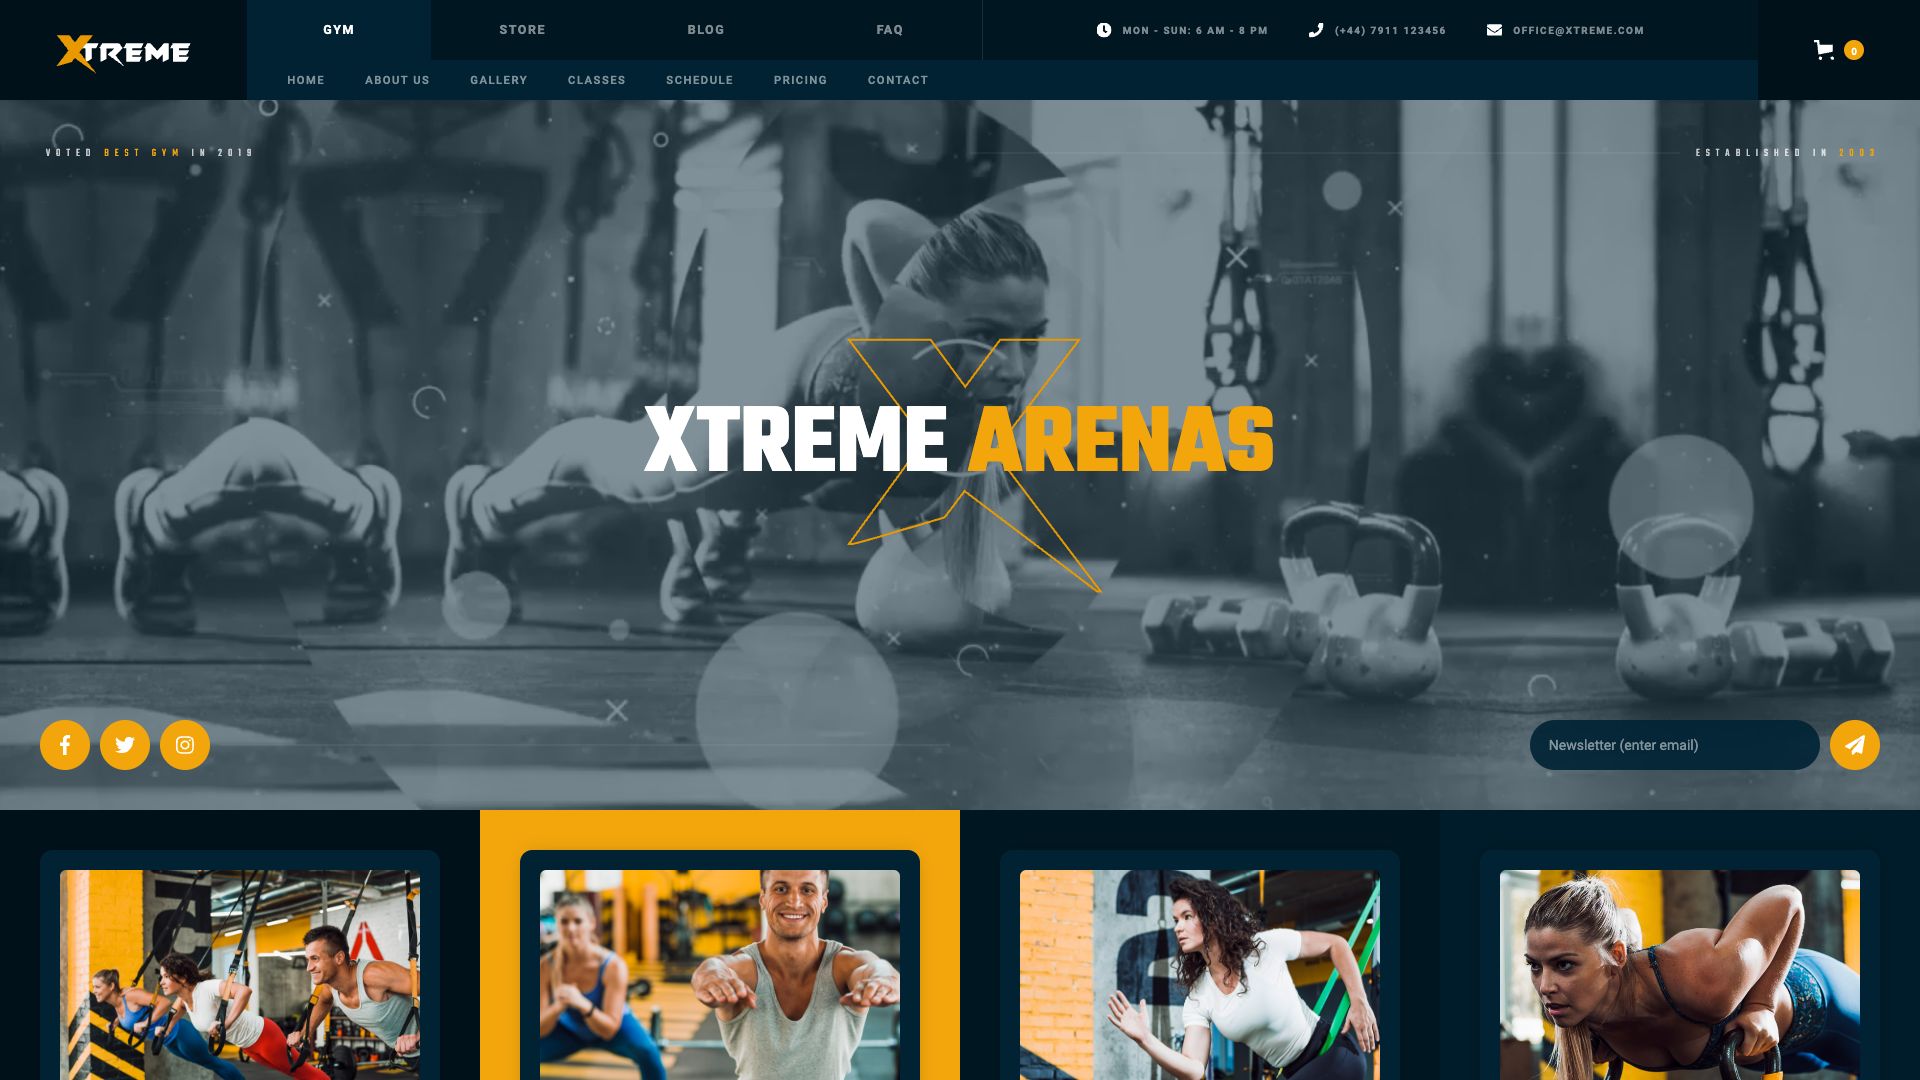 XTREME
GYM
STORE
BLOG
FAQ
MON - SUN: 6 AM - 8 PM
(+44) 7911 123456
OFFICE@XTREME.COM
0
HOME
ABOUT US
GALLERY
CLASSES
SCHEDULE
PRICING
CONTACT
VOTED BEST GYM IN 2019
ESTABLISHED IN 2003
XTREME ARENAS
Newsletter (enter email)